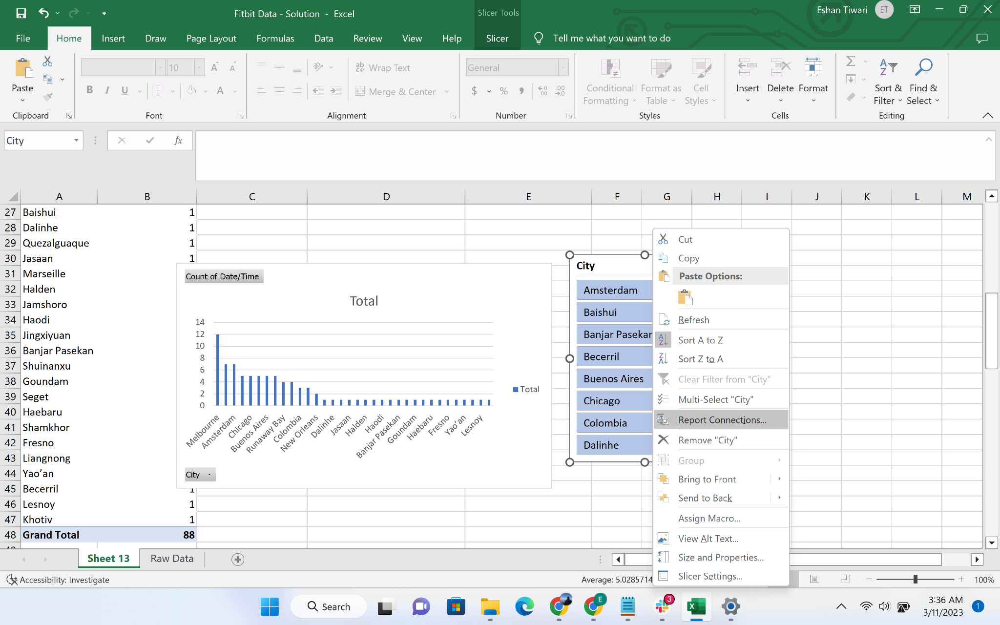 Fitbit Data - Solution - Excel
Slicer Tools
Eshan Tiwari
ET
File
Home
Insert
Draw
Page Layout
Formulas
Data
Review
View
Help
Slicer
Tell me what you want to do
Paste
10
Wrap Text
Merge & Center
General
Conditional Formatting
Format as Table
Cell Styles
Insert
Delete
Format
Sort & Filter
Find & Select
Clipboard
Font
Alignment
Number
Styles
Cells
Editing
City
fx
A B C D E F G H I J K L M
27 Baishui 1
28 Dalinhe 1
29 Quezalguaque 1
30 Jasaan 1
31 Marseille
32 Halden
33 Jamshoro
34 Haodi
35 Jingxiyuan
36 Banjar Pasekan
37 Shuinanxu
38 Goundam
39 Seget
40 Haebaru
41 Shamkhor
42 Fresno
43 Liangnong
44 Yao’an
45 Becerril 1
46 Lesnoy 1
47 Khotiv 1
48 Grand Total 88
Count of Date/Time
Total
14
12
10
8
6
4
2
0
Melbourne
Amsterdam
Chicago
Buenos Aires
Runaway Bay
Colombia
New Orleans
Dalinhe
Jasaan
Halden
Haodi
Banjar Pasekan
Goundam
Haebaru
Fresno
Yao’an
Lesnoy
Total
City
City
Amsterdam
Baishui
Banjar Pasekan
Becerril
Buenos Aires
Chicago
Colombia
Dalinhe
Cut
Copy
Paste Options:
Refresh
Sort A to Z
Sort Z to A
Clear Filter from "City"
Multi-Select "City"
Report Connections...
Remove "City"
Group
Bring to Front
Send to Back
Assign Macro...
View Alt Text...
Size and Properties...
Slicer Settings...
Sheet 13
Raw Data
Accessibility: Investigate
Average: 5.0285714
100%
Search
E
3
3:36 AM
3/11/2023
1